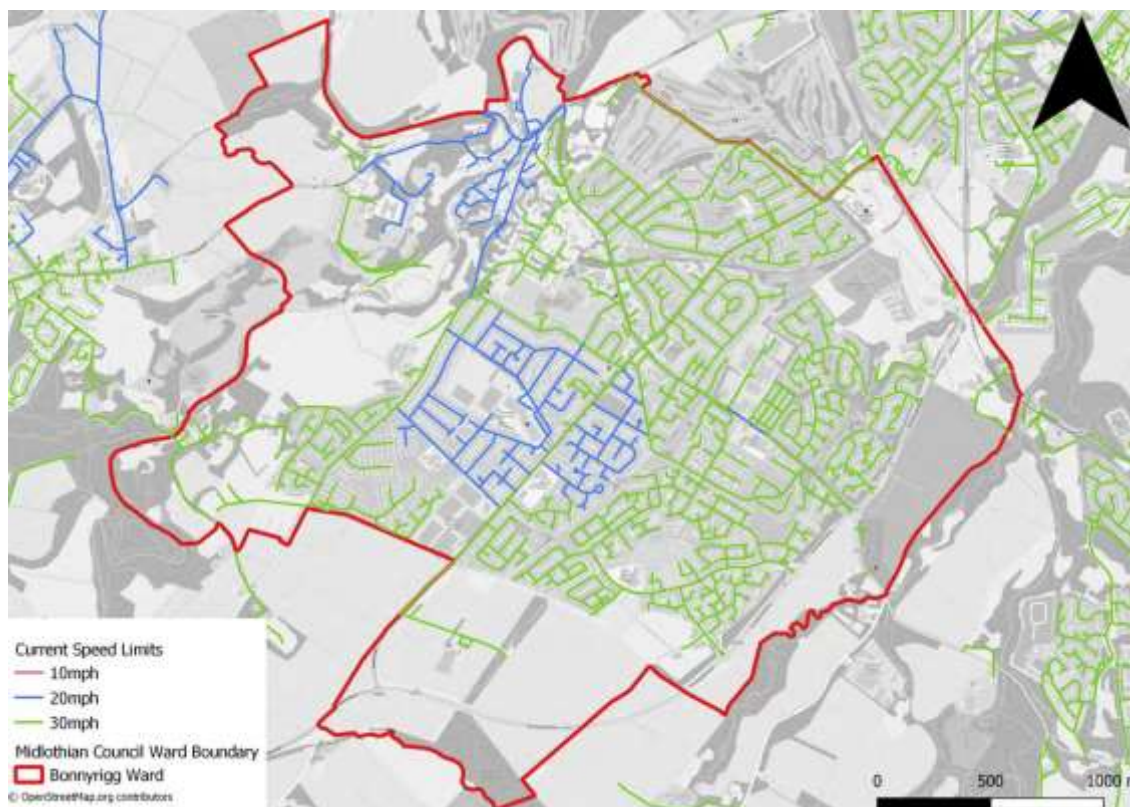 Current Speed Limits
10mph
20mph
30mph
Midlothian Council Ward Boundary
Bonnyrigg Ward
© OpenStreetMap.org contributors
0 500 1000 m